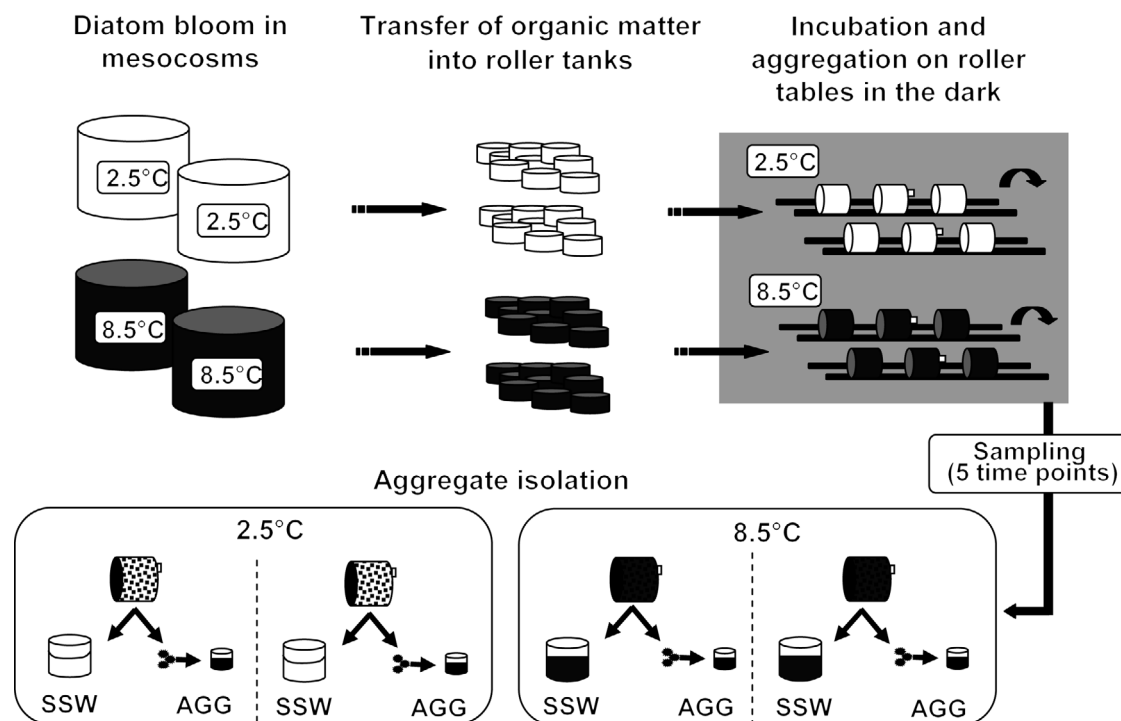 Diatom bloom in
mesocosms
Transfer of organic matter
into roller tanks
Incubation and
aggregation on roller
tables in the dark
2.5°C
2.5°C
8.5°C
8.5°C
2.5°C
8.5°C
Sampling
(5 time points)
Aggregate isolation
2.5°C
8.5°C
SSW
AGG
SSW
AGG
SSW
AGG
SSW
AGG